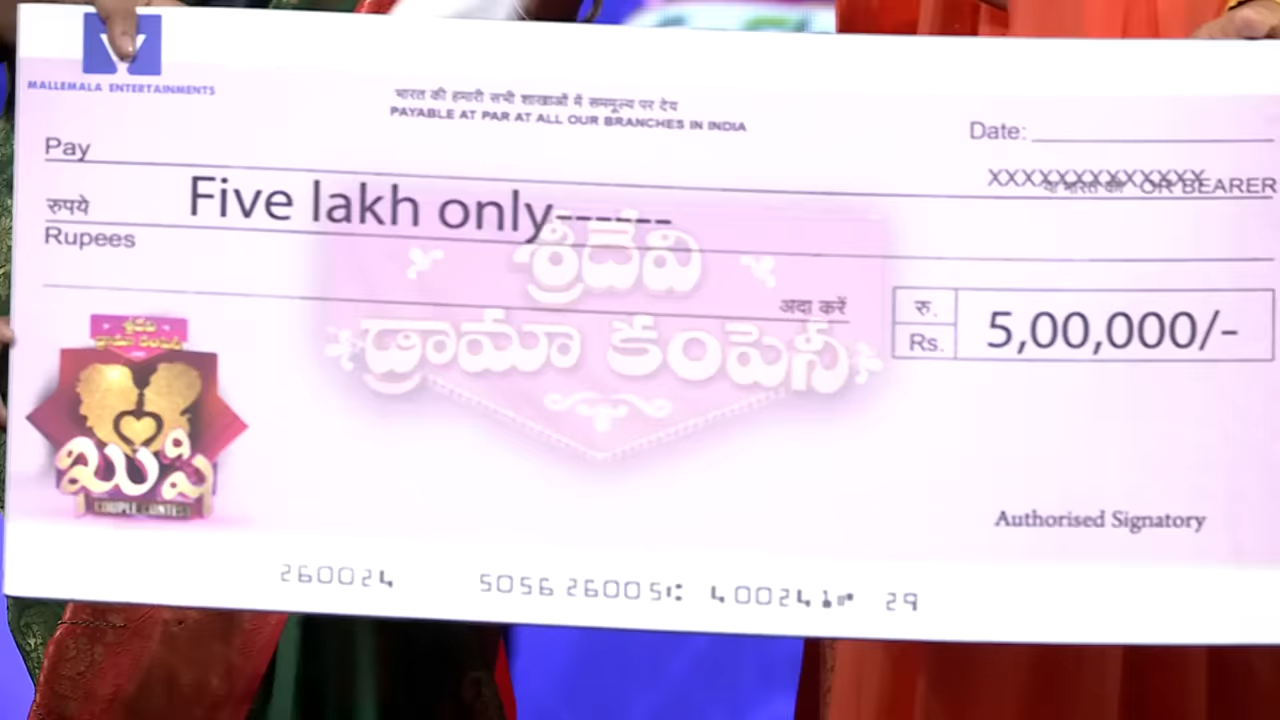 MALLEMALA ENTERTAINMENTS
भारत की हमारी सभी शाखाओं में सममूल्य पर देय
PAYABLE AT PAR AT ALL OUR BRANCHES IN INDIA
Date:
Pay
XXXXXXXXXXXXX
OR BEARER
रुपये
Five lakh only------
Rupees
శ్రీదేవి
డ్రామా కంపెనీ
अदा करें
रु.
Rs.
5,00,000/-
శ్రీదేవి
డ్రామా కంపెనీ
ఖుషి
COUPLE CONTEST
Authorised Signatory
260024 5056 26005 400241 29